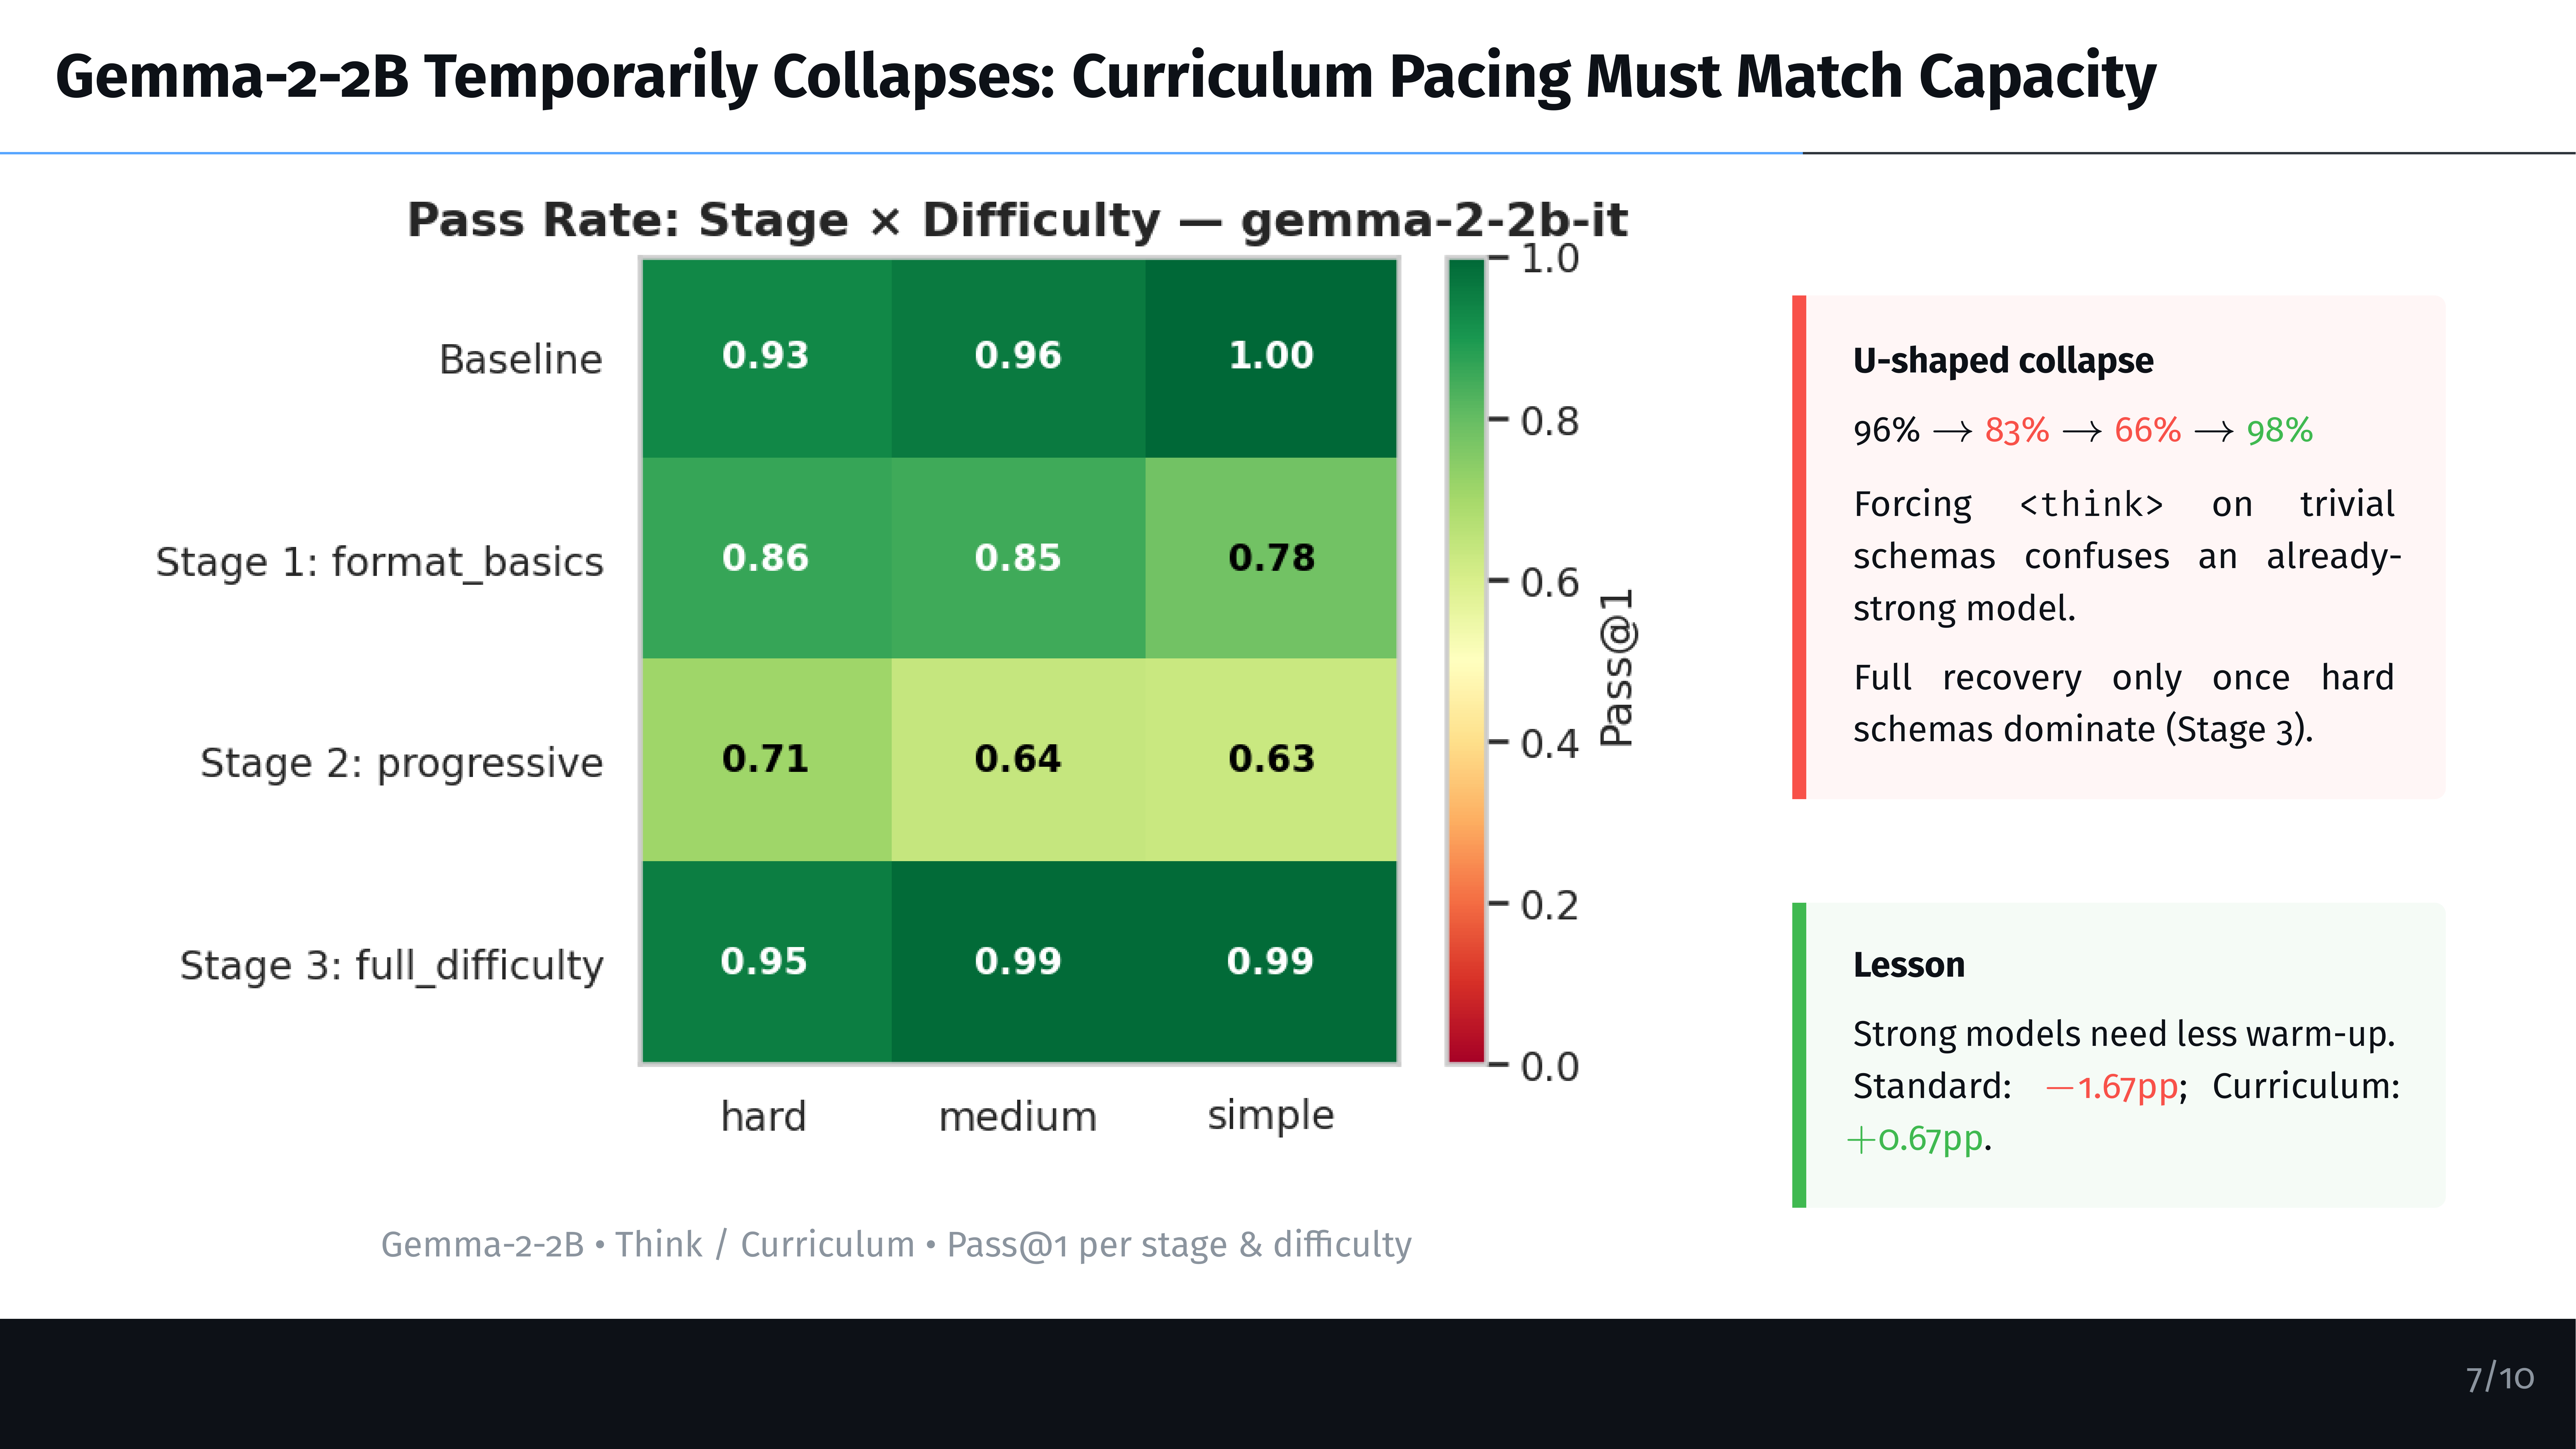 Gemma-2-2B Temporarily Collapses: Curriculum Pacing Must Match Capacity
Pass Rate: Stage × Difficulty — gemma-2-2b-it
Baseline
0.93 0.96 1.00
Stage 1: format_basics
0.86 0.85 0.78
Stage 2: progressive
0.71 0.64 0.63
Stage 3: full_difficulty
0.95 0.99 0.99
hard medium simple
1.0
0.8
0.6
0.4
0.2
0.0
Pass@1
Gemma-2-2B • Think / Curriculum • Pass@1 per stage & difficulty
U-shaped collapse
96% → 83% → 66% → 98%
Forcing <think> on trivial
schemas confuses an already-
strong model.
Full recovery only once hard
schemas dominate (Stage 3).
Lesson
Strong models need less warm-up.
Standard: −1.67pp; Curriculum:
+0.67pp.
7/10